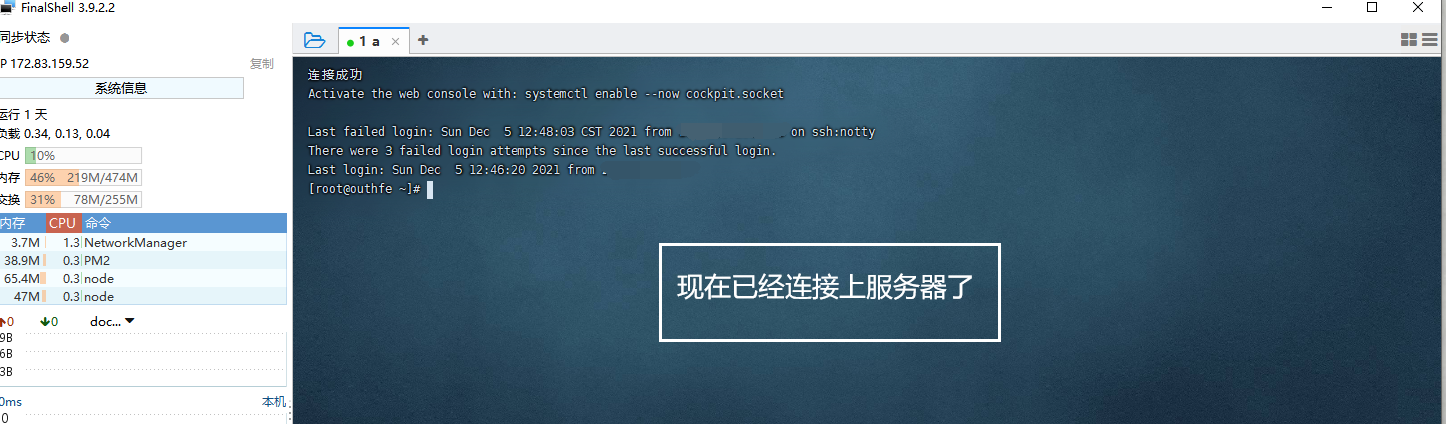 FinalShell 3.9.2.2
同步状态
P 172.83.159.52 复制
系统信息
运行 1 天
负载 0.34, 0.13, 0.04
CPU 10%
内存 46% 219M/474M
交换 31% 78M/255M
内存 CPU 命令
3.7M 1.3 NetworkManager
38.9M 0.3 PM2
65.4M 0.3 node
47M 0.3 node
0 0 doc...
9B
6B
3B
0ms 本机
0
1 a
连接成功
Activate the web console with: systemctl enable --now cockpit.socket
Last failed login: Sun Dec 5 12:48:03 CST 2021 from on ssh:notty
There were 3 failed login attempts since the last successful login.
Last login: Sun Dec 5 12:46:20 2021 from .
[root@outhfe ~]#
现在已经连接上服务器了